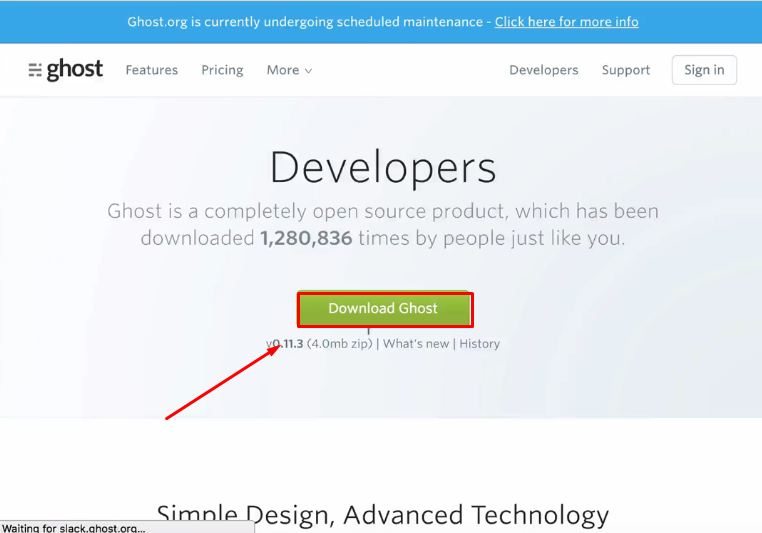 Ghost.org is currently undergoing scheduled maintenance - Click here for more info
ghost Features Pricing More Developers Support Sign in
Developers
Ghost is a completely open source product, which has been
downloaded 1,280,836 times by people just like you.
Download Ghost
v0.11.3 (4.0mb zip) | What's new | History
Simple Design, Advanced Technology
Waiting for slack.ghost.org...